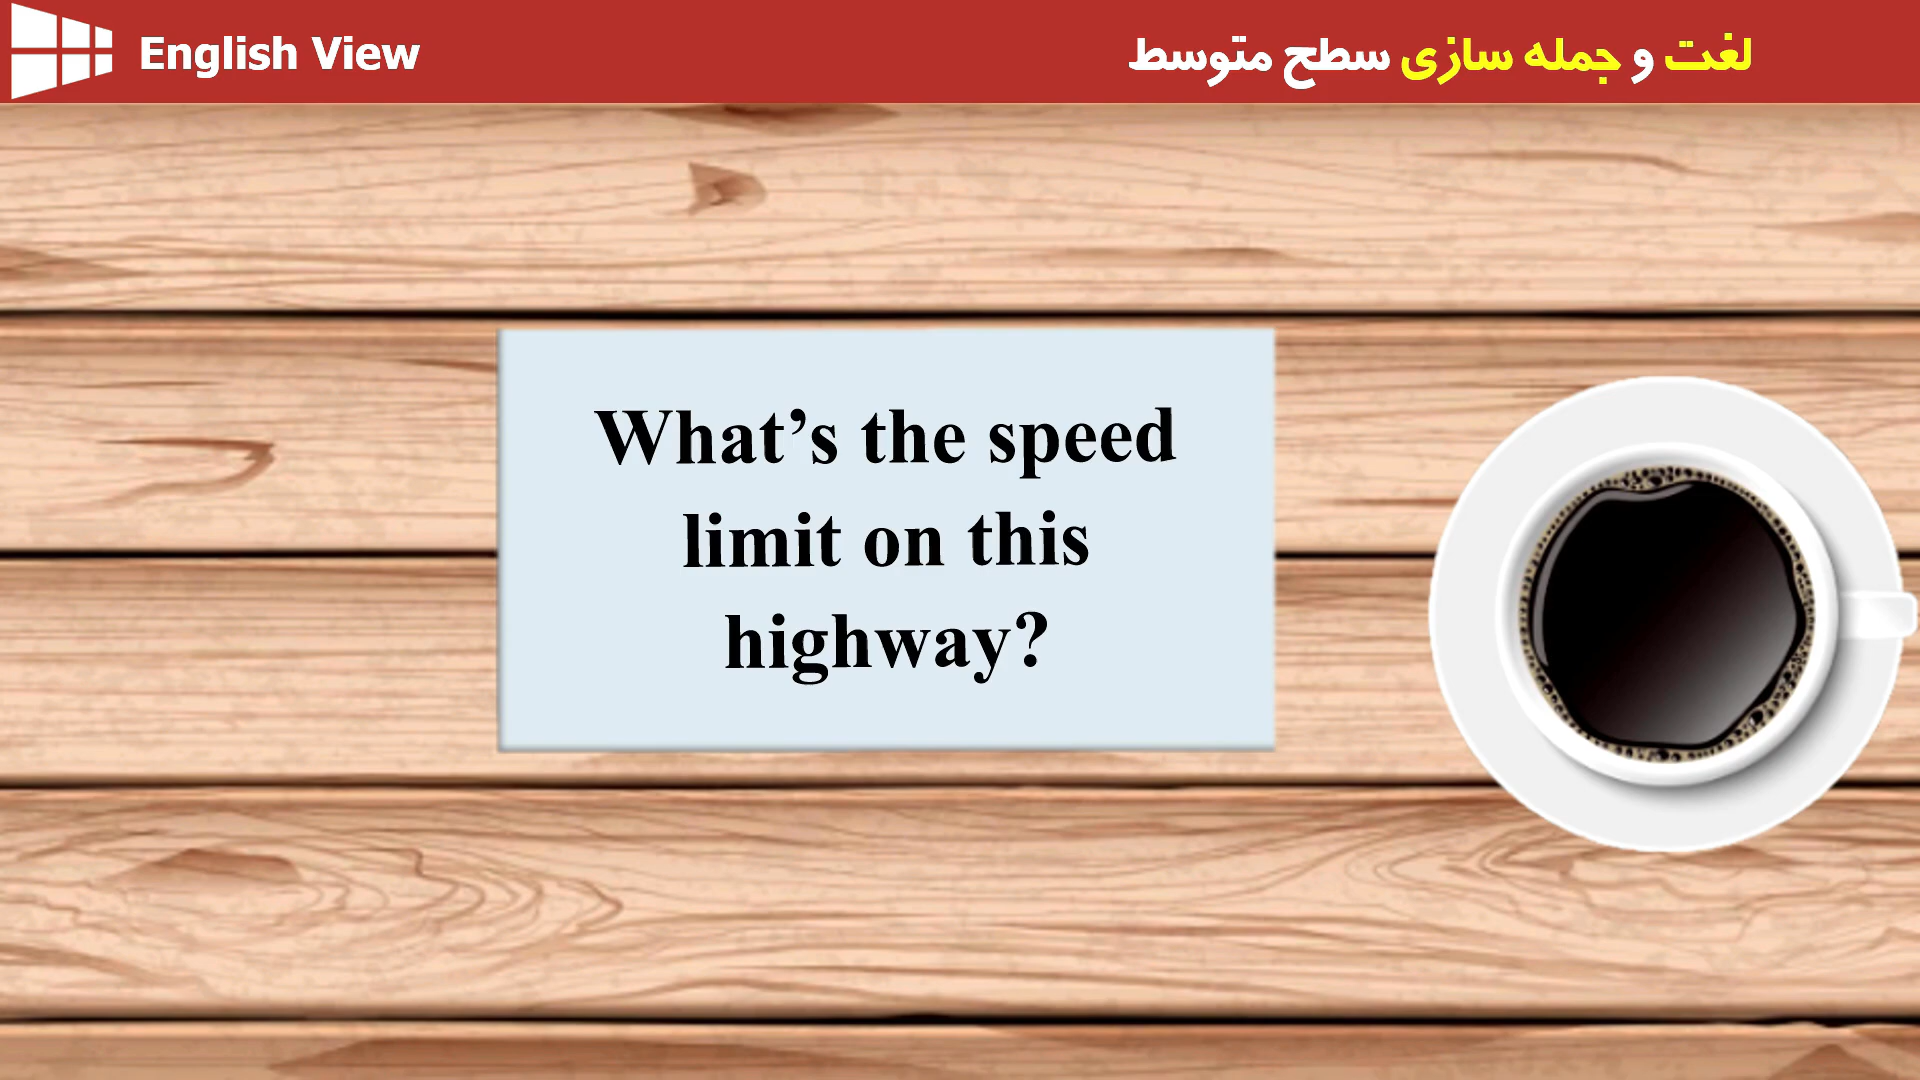 English View
لغت و جمله سازی سطح متوسط
What’s the speed
limit on this
highway?